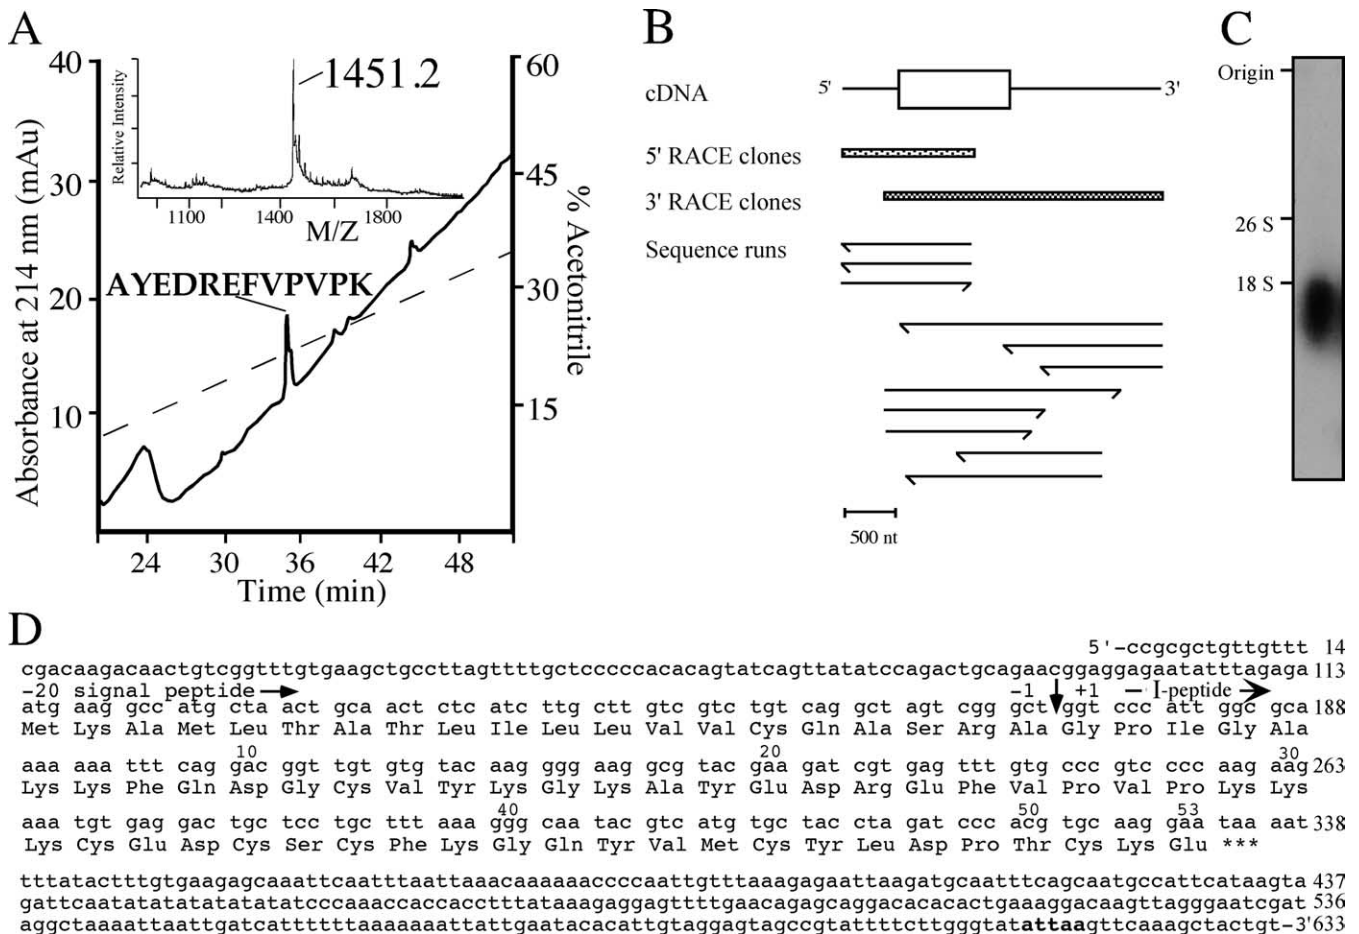 A
40
30
20
10
Absorbance at 214 nm (mAu)
Relative Intensity
1451.2
1100 1400 1800
M/Z
AYEDREFVPVPK
60
45
30
15
% Acetonitrile
24 30 36 42 48
Time (min)
B
cDNA 5' 3'
5' RACE clones
3' RACE clones
Sequence runs
500 nt
C
Origin
26 S
18 S
D
5'-ccgcgctgttgttt 14
cgacaagacaactgtcggtttgtgaagctgccttagttttgctcccccacacagtatcagttatatccagactgcagaacggaggagaatatttagaga 113
-20 signal peptide -1 +1 I-peptide
atg aag gcc atg cta act gca act ctc atc ttg ctt gtc gtc tgt cag gct agt cgg gct ggt ccc att ggc gca 188
Met Lys Ala Met Leu Thr Ala Thr Leu Ile Leu Leu Val Val Cys Gln Ala Ser Arg Ala Gly Pro Ile Gly Ala
10 20 30
aaa aaa ttt cag gac ggt tgt gtg tac aag ggg aag gcg tac gaa gat cgt gag ttt gtg ccc gtc ccc aag aag 263
Lys Lys Phe Gln Asp Gly Cys Val Tyr Lys Gly Lys Ala Tyr Glu Asp Arg Glu Phe Val Pro Val Pro Lys Lys
40 50 53
aaa tgt gag gac tgc tcc tgc ttt aaa ggg caa tac gtc atg tgc tac cta gat ccc acg tgc aag gaa taa aat 338
Lys Cys Glu Asp Cys Ser Cys Phe Lys Gly Gln Tyr Val Met Cys Tyr Leu Asp Pro Thr Cys Lys Glu ***
tttatactttgtgaagagcaaattcaatttaattaaacaaaaaccccaattgtttaaagagaattaagatgcaatttcagcaatgccattcataagta 437
gattcaatatatatatatatatcccaaaccaccacctttataaagaggagttttgaacagagcaggacacacactgaaaggacaagttagggaatcgat 536
aggctaaaattaattgatcattttttaaaaaaattattgaatacacattgtaggagtagccgtattttcttgggtatattaagttcaaagctactgt-3' 633